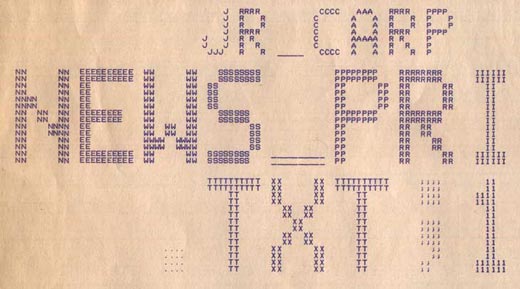 JR_CARP
NEWS_PRI
.TXT;1